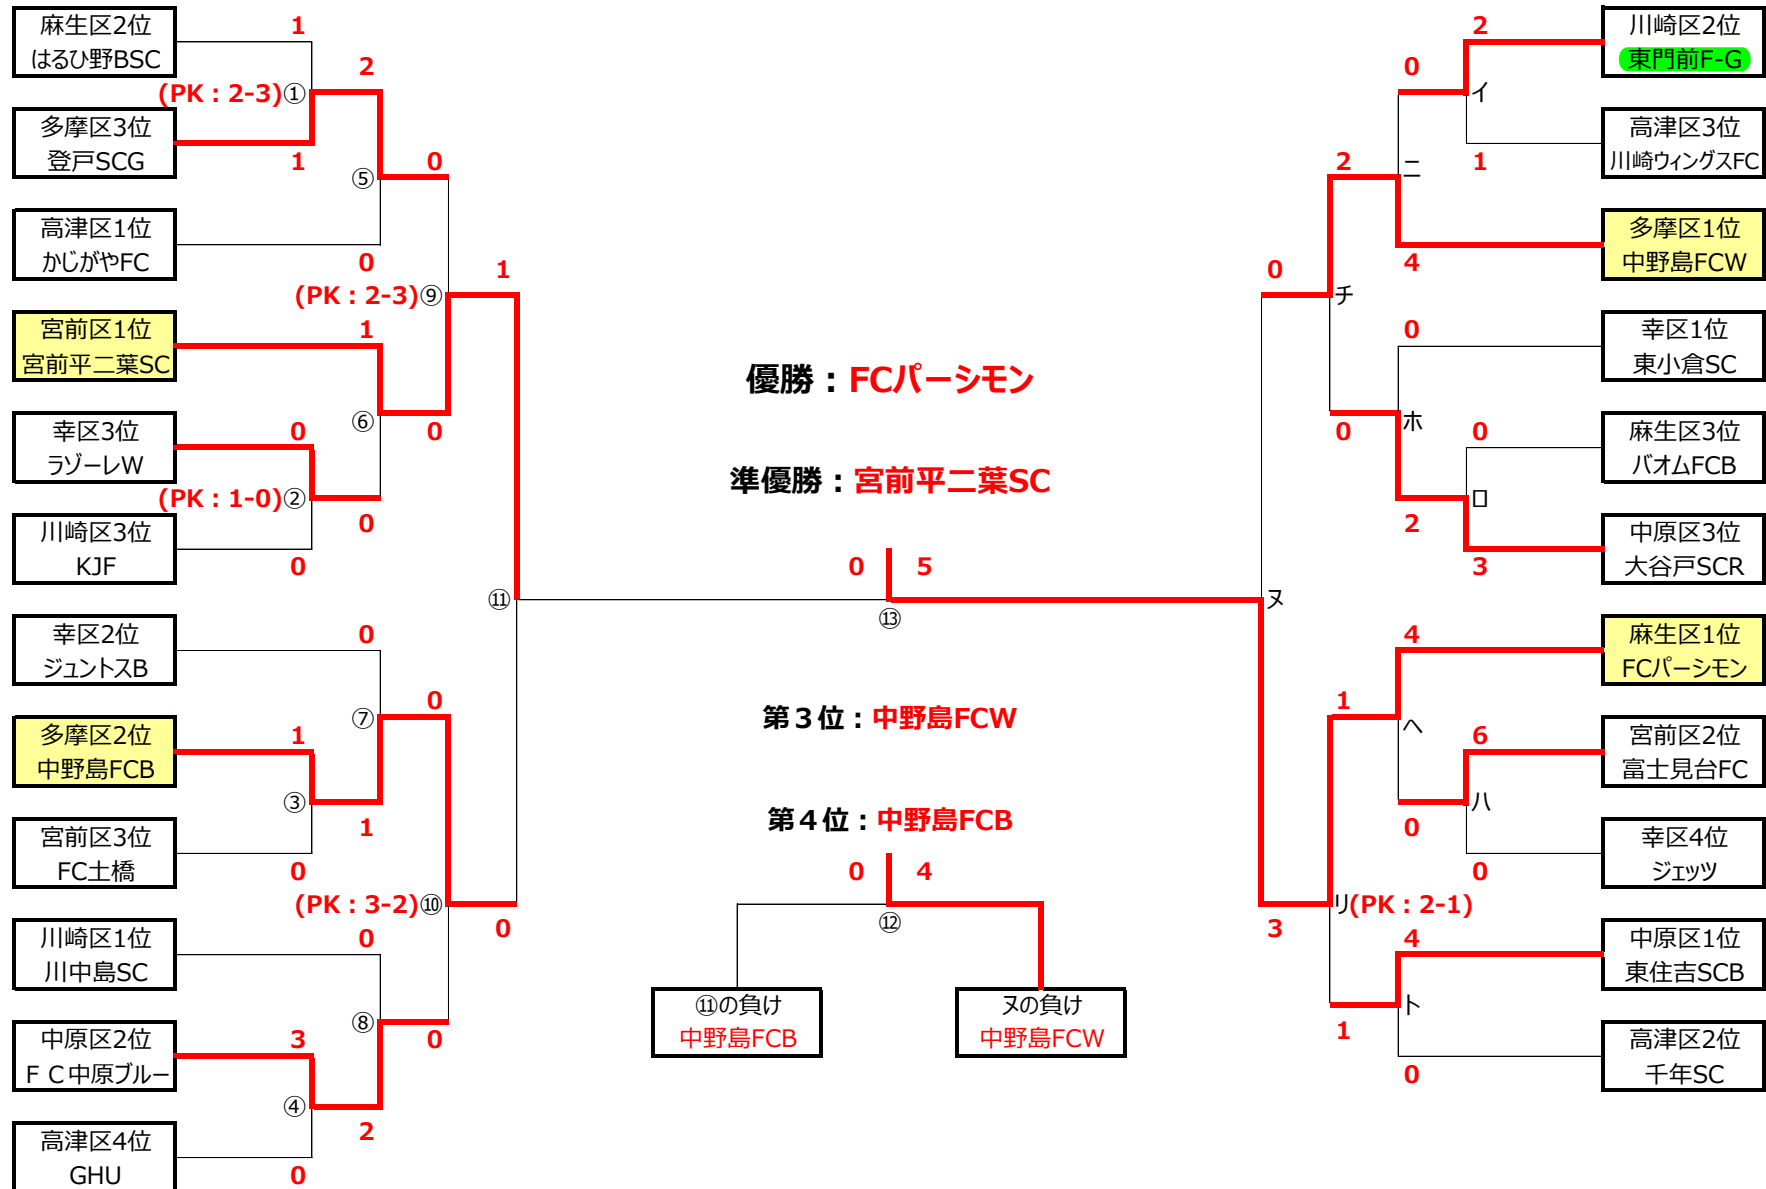 麻生区2位
はるひ野BSC
1
2
(PK：2-3)
①
多摩区3位
登戸SCG
1
0
⑤
高津区1位
かじがやFC
0
1
(PK：2-3)
⑨
宮前区1位
宮前平二葉SC
1
⑥
0
幸区3位
ラゾーレW
0
(PK：1-0)
②
0
川崎区3位
KJF
0
⑪
幸区2位
ジュントスB
0
0
⑦
多摩区2位
中野島FCB
1
③
1
宮前区3位
FC土橋
0
(PK：3-2)
⑩
0
川崎区1位
川中島SC
0
⑧
0
中原区2位
ＦＣ中原ブルー
3
④
2
高津区4位
GHU
0
優勝：FCパーシモン
準優勝：宮前平二葉SC
0
5
⑬
第３位：中野島FCW
第４位：中野島FCB
0
4
⑫
⑪の負け
中野島FCB
ヌの負け
中野島FCW
川崎区2位
東門前F-G
2
0
イ
高津区3位
川崎ウィングスFC
1
2
ニ
多摩区1位
中野島FCW
4
0
チ
幸区1位
東小倉SC
0
ホ
0
麻生区3位
バオムFCB
0
ロ
2
中原区3位
大谷戸SCR
3
ヌ
麻生区1位
FCパーシモン
4
1
ヘ
宮前区2位
富士見台FC
6
ハ
0
幸区4位
ジェッツ
0
リ
(PK：2-1)
3
中原区1位
東住吉SCB
4
ト
1
高津区2位
千年SC
0